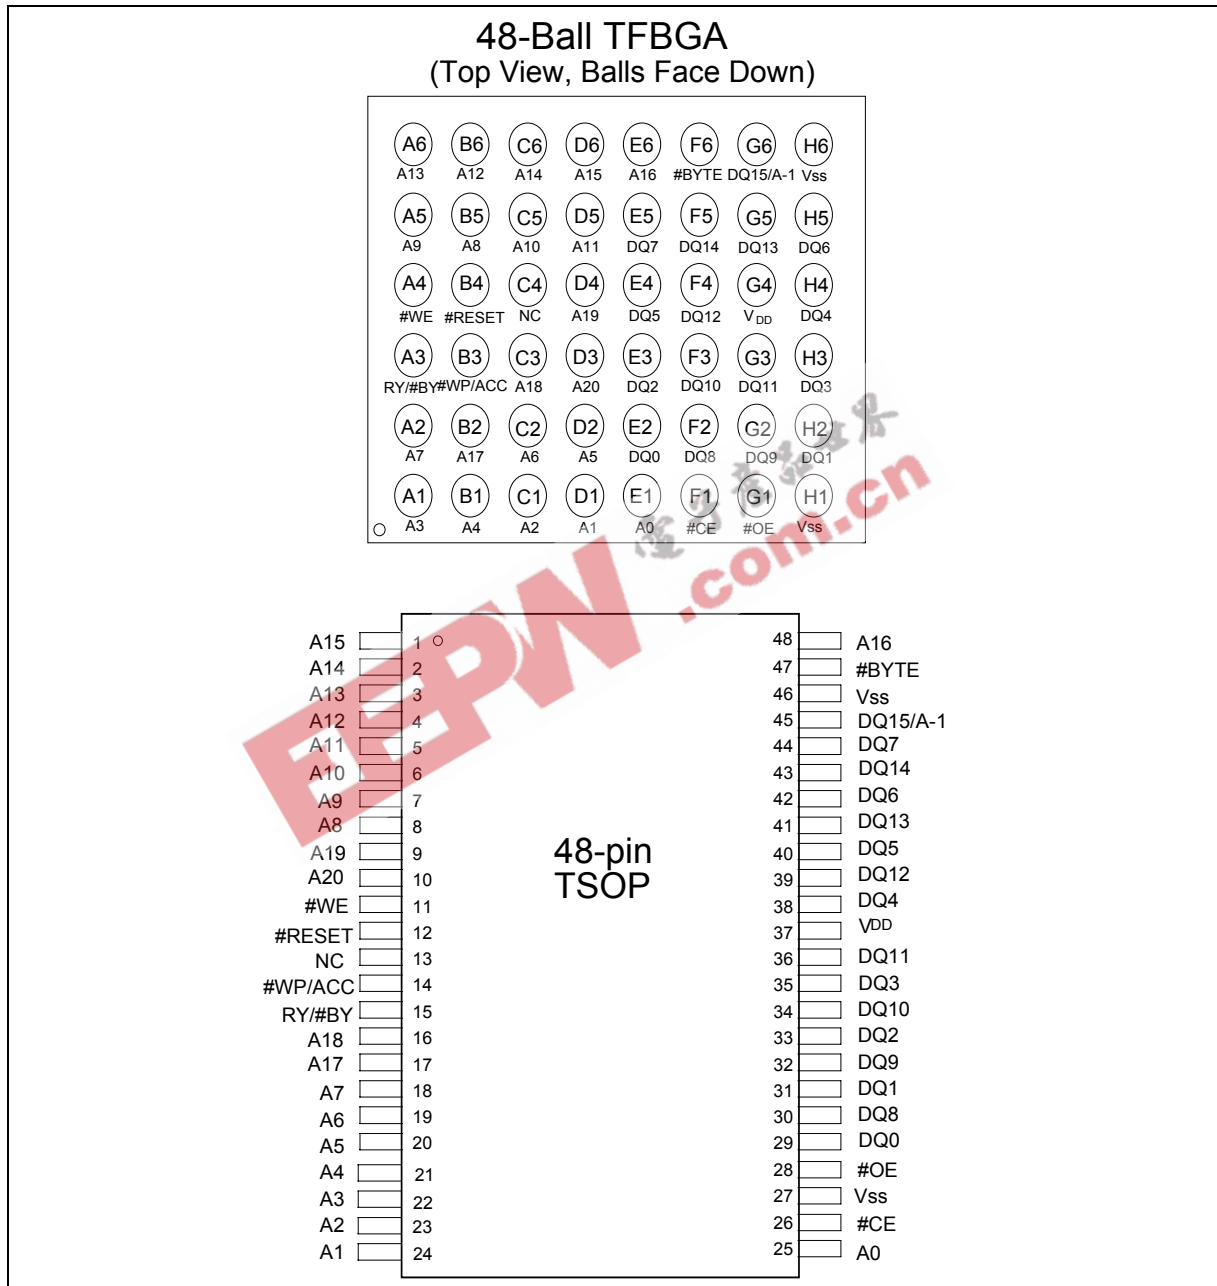 48-Ball TFBGA
(Top View, Balls Face Down)
A6 B6 C6 D6 E6 F6 G6 H6
A13 A12 A14 A15 A16 #BYTE DQ15/A-1 Vss
A5 B5 C5 D5 E5 F5 G5 H5
A9 A8 A10 A11 DQ7 DQ14 DQ13 DQ6
A4 B4 C4 D4 E4 F4 G4 H4
#WE #RESET NC A19 DQ5 DQ12 VDD DQ4
A3 B3 C3 D3 E3 F3 G3 H3
RY/#BY #WP/ACC A18 A20 DQ2 DQ10 DQ11 DQ3
A2 B2 C2 D2 E2 F2 G2 H2
A7 A17 A6 A5 DQ0 DQ8 DQ9 DQ1
A1 B1 C1 D1 E1 F1 G1 H1
A3 A4 A2 A1 A0 #CE #OE Vss
EEPW .com.cn
A15 1 48 A16
A14 2 47 #BYTE
A13 3 46 Vss
A12 4 45 DQ15/A-1
A11 5 44 DQ7
A10 6 43 DQ14
A9 7 42 DQ6
A8 8 41 DQ13
A19 9 40 DQ5
A20 10 39 DQ12
#WE 11 38 DQ4
#RESET 12 37 VDD
NC 13 36 DQ11
#WP/ACC 14 35 DQ3
RY/#BY 15 34 DQ10
A18 16 33 DQ2
A17 17 32 DQ9
A7 18 31 DQ1
A6 19 30 DQ8
A5 20 29 DQ0
A4 21 28 #OE
A3 22 27 Vss
A2 23 26 #CE
A1 24 25 A0
48-pin
TSOP